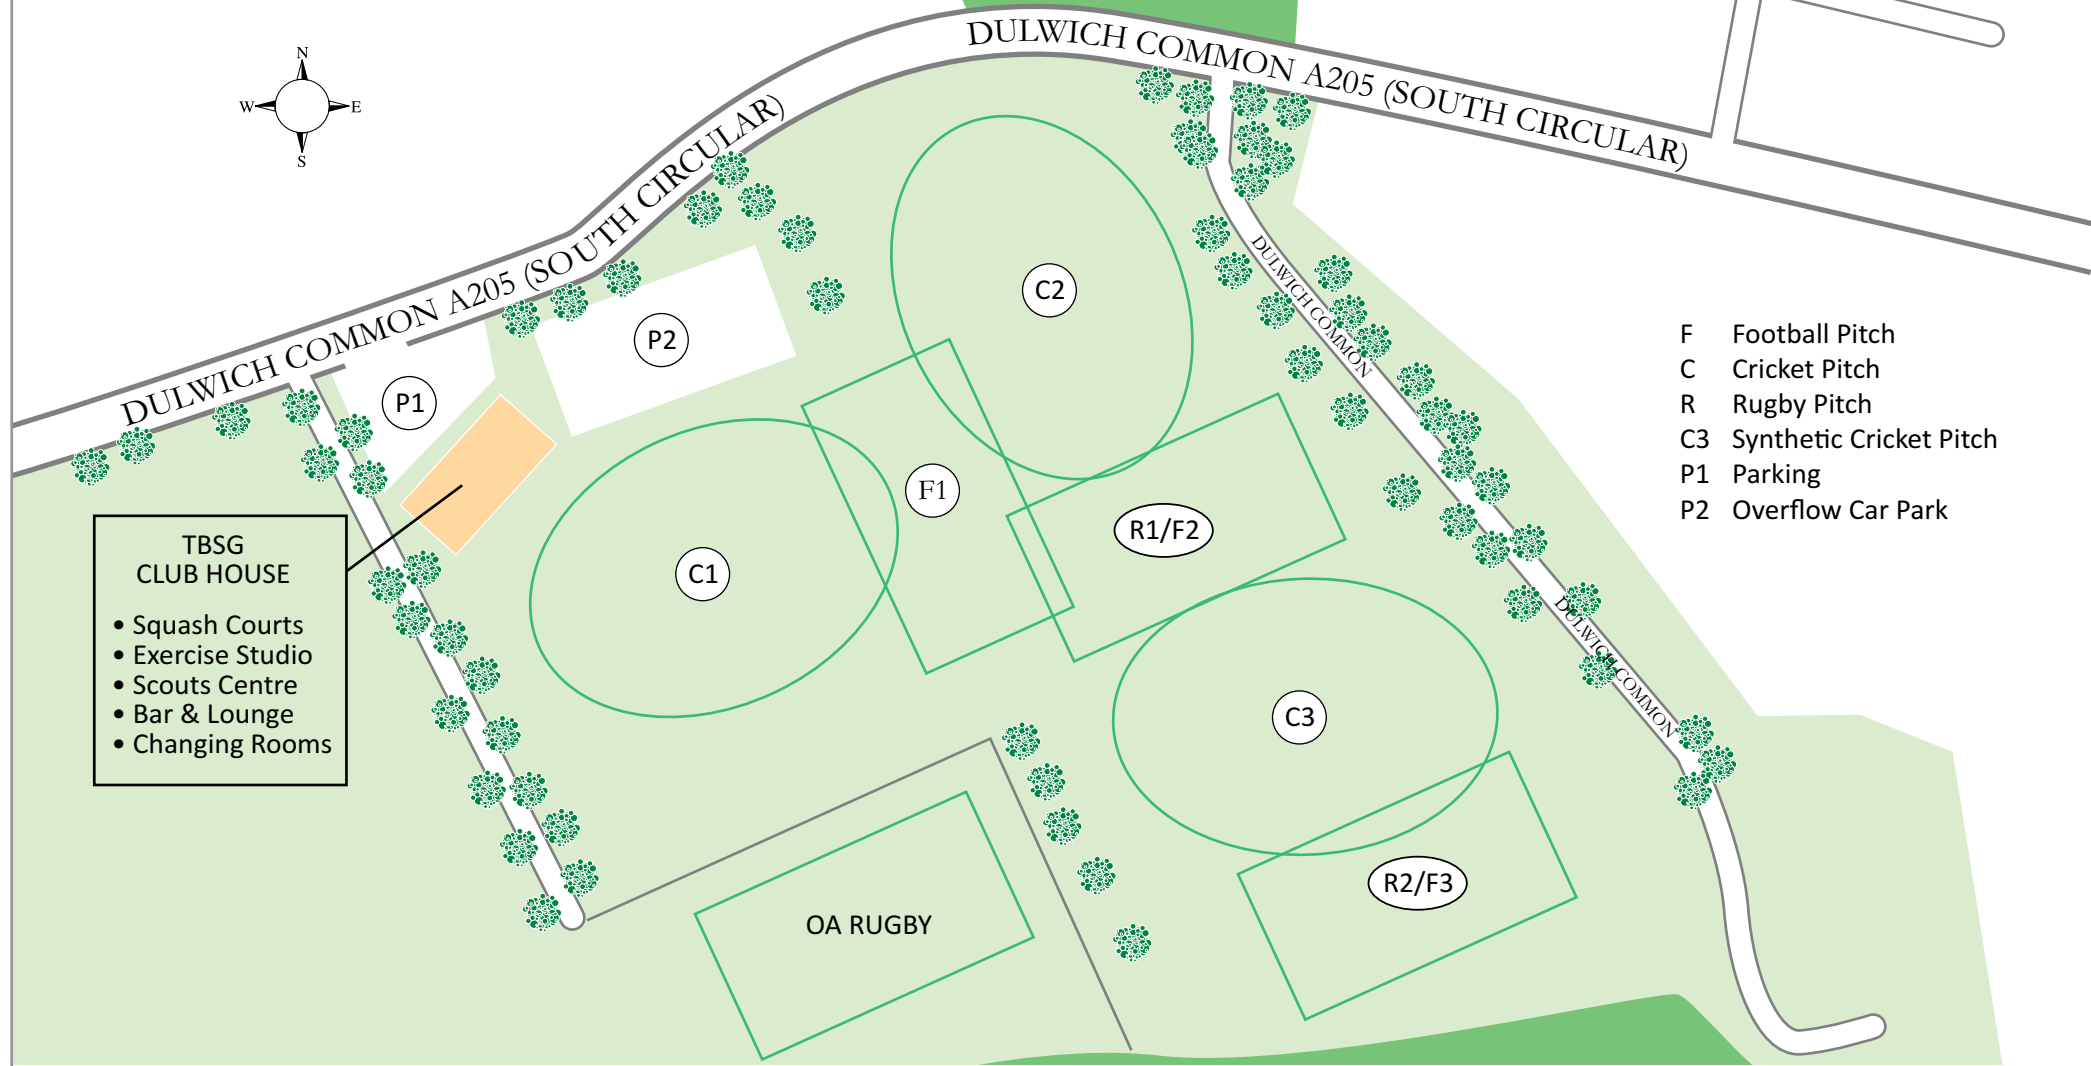 N
W E
S
DULWICH COMMON A205 (SOUTH CIRCULAR)
DULWICH COMMON A205 (SOUTH CIRCULAR)
DULWICH COMMON
DULWICH COMMON
P1
P2
C2
F1
R1/F2
C1
C3
R2/F3
OA RUGBY
TBSG
CLUB HOUSE
• Squash Courts
• Exercise Studio
• Scouts Centre
• Bar & Lounge
• Changing Rooms
F Football Pitch
C Cricket Pitch
R Rugby Pitch
C3 Synthetic Cricket Pitch
P1 Parking
P2 Overflow Car Park